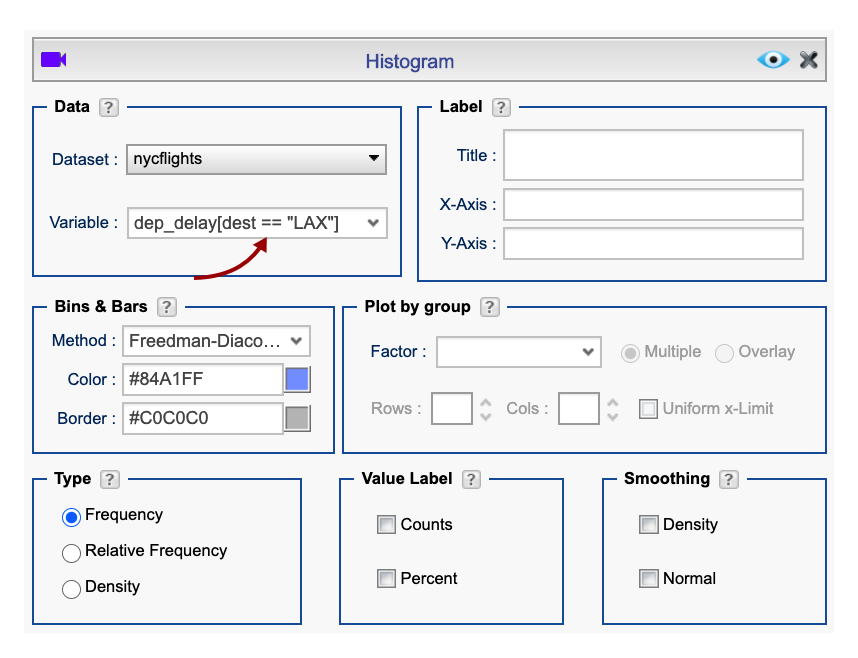 Histogram
Data ?
Dataset : nycflights
Variable : dep_delay[dest == "LAX"]
Label ?
Title :
X-Axis :
Y-Axis :
Bins & Bars ?
Method : Freedman-Diaco...
Color : #84A1FF
Border : #C0C0C0
Plot by group ?
Factor : Multiple Overlay
Rows : Cols : Uniform x-Limit
Type ?
Frequency
Relative Frequency
Density
Value Label ?
Counts
Percent
Smoothing ?
Density
Normal